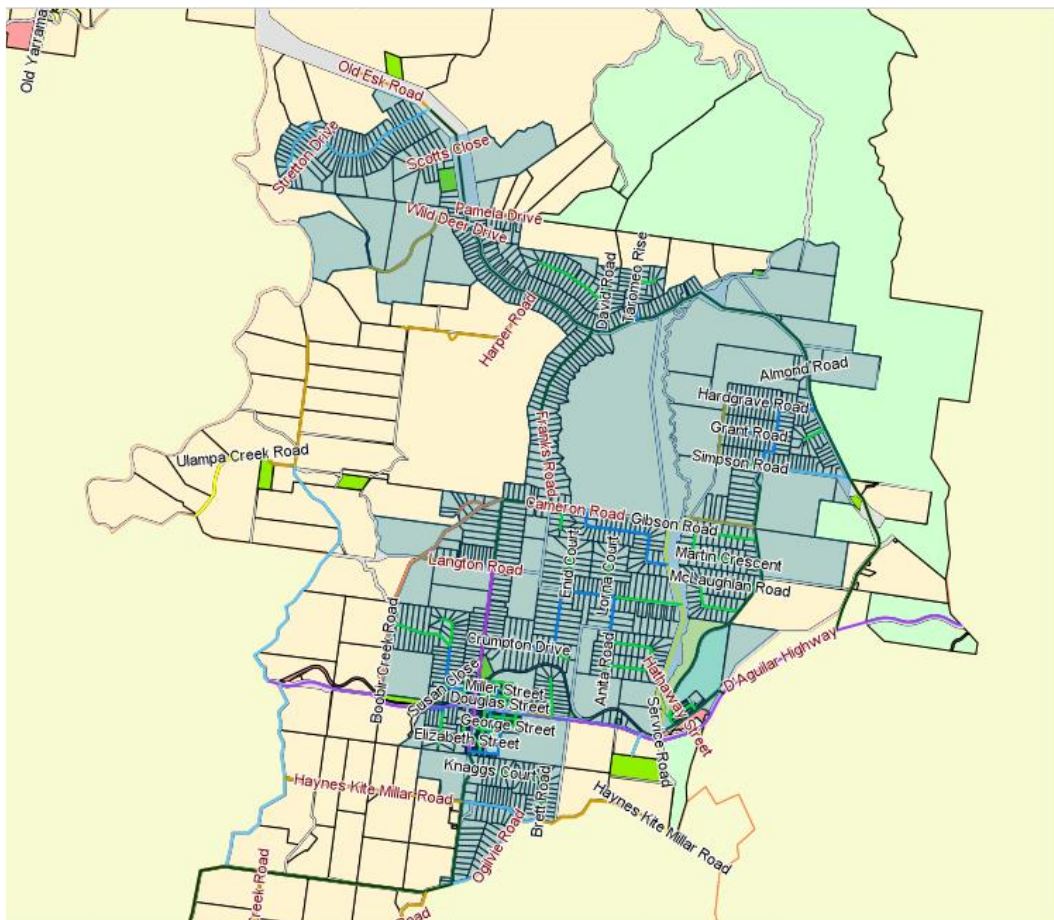 Old Yarrama
Old Esk Road
Stretton Drive
Scotts Close
Pamela Drive
Wild Deer Drive
David Road
Taromeo Rise
Harper Road
Almond Road
Hardgrave Road
Grant Road
Simpson Road
Franks Road
Ulampa Creek Road
Cameron Road
Gibson Road
Enid Court
Lorna Court
Martin Crescent
McLaughlan Road
Langton Road
Boobir Creek Road
Crumpton Drive
Anita Road
D'Aguilar Highway
Hathaway Street
Susan Close
Miller Street
Douglas Street
George Street
Elizabeth Street
Service Road
Knaggs Court
Haynes Kite Millar Road
Brett Road
Haynes Kite Millar Road
Ogilvie Road
creek Road
Road